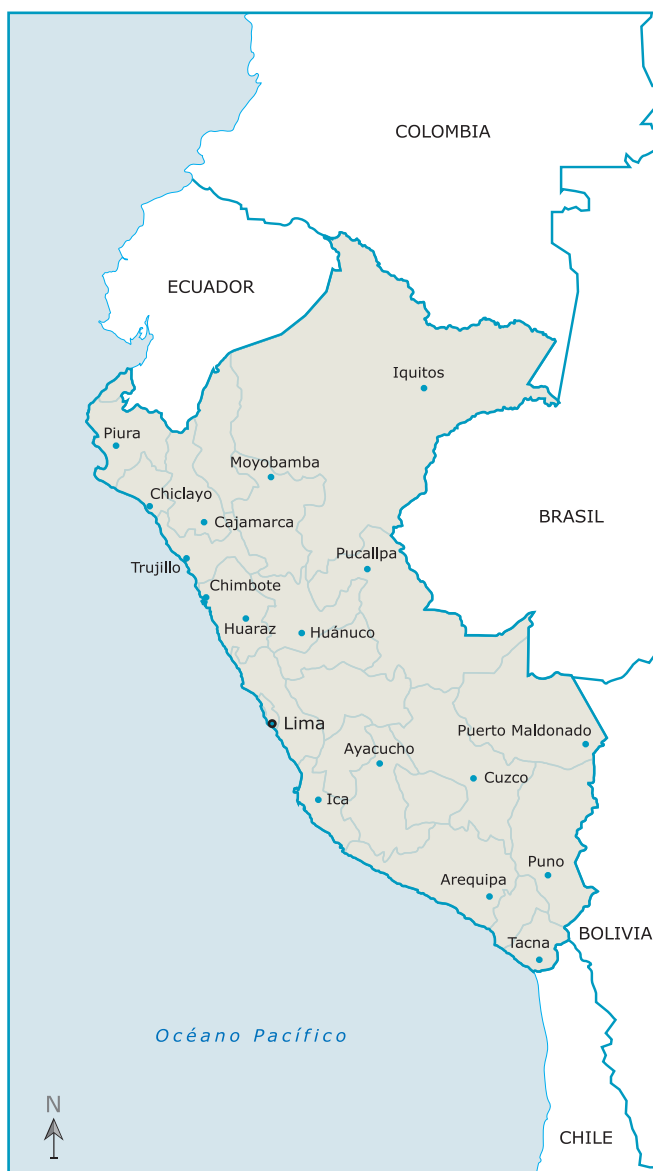 COLOMBIA
ECUADOR
Iquitos
Piura
Moyobamba
Chiclayo
Cajamarca
BRASIL
Pucallpa
Trujillo
Chimbote
Huaraz
Huánuco
Lima
Puerto Maldonado
Ayacucho
Cuzco
Ica
Puno
Arequipa
BOLIVIA
Tacna
Océano Pacífico
N
CHILE